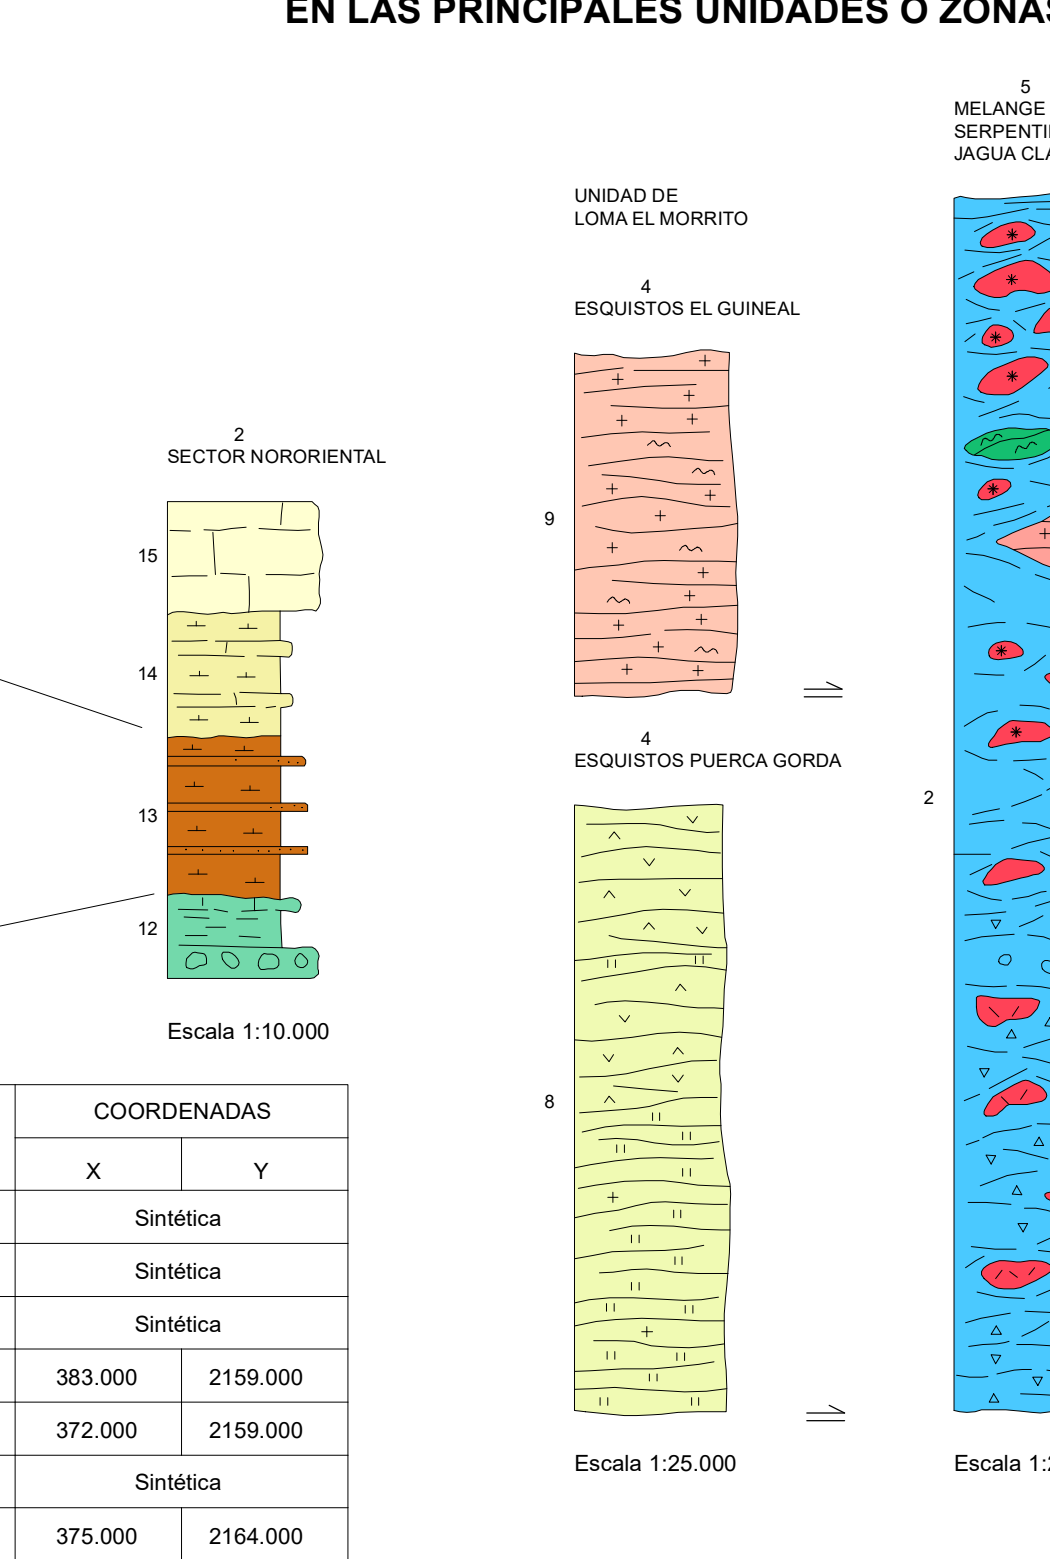 EN LAS PRINCIPALES UNIDADES O ZONAS
5
MELANGE
JAGUA
UNIDAD DE
LOMA EL MORRITO
4
ESQUISTOS EL GUINEAL
2
SECTOR NORORIENTAL
15
14
13
12
9
4
ESQUISTOS PUERCA GORDA
2
8
Escala 1:10.000
COORDENADAS
X Y
Sintética
Sintética
Sintética
383.000 2159.000
372.000 2159.000
Sintética
375.000 2164.000
Escala 1:25.000
Escala